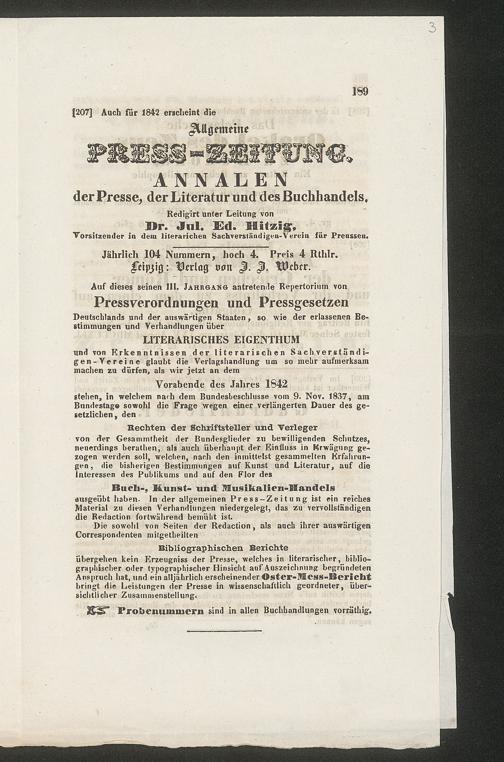 3
189
[207] Auch für 1842 erscheint die
Allgemeine
PRESS-ZEITUNG.
ANNALEN
der Presse, der Literatur und des Buchhandels.
Redigirt unter Leitung von
Dr. Jul. Ed. Hitzig,
Vorsitzender in dem literarichen Sachverständigen-Verein für Preussen.
Jährlich 104 Nummern, hoch 4. Preis 4 Rthlr.
Leipzig: Verlag von J. J. Weber.
Auf dieses seinen III. JAHRGANG antretende Repertorium von
Pressverordnungen und Pressgesetzen
Deutschlands und der auswärtigen Staaten, so wie der erlassenen Be-
stimmungen und Verhandlungen über
LITERARISCHES EIGENTHUM
und von Erkenntnissen der literarischen Sachverständi-
gen-Vereine glaubt die Verlagshandlung um so mehr aufmerksam
machen zu dürfen, als wir jetzt an dem
Vorabende des Jahres 1842
stehen, in welchem nach dem Bundesbeschlusse vom 9. Nov. 1837, am
Bundestage sowohl die Frage wegen einer verlängerten Dauer des ge-
setzlichen, den
Rechten der Schriftsteller und Verleger
von der Gesammtheit der Bundesglieder zu bewilligenden Schutzes,
neuerdings berathen, als auch überhaupt der Einfluss in Erwägung ge-
zogen werden soll, welchen, nach den inmittelst gesammelten Erfahrun-
gen, die bisherigen Bestimmungen auf Kunst und Literatur, auf die
Interessen des Publikums und auf den Flor des
Buch-, Kunst- und Musikalien-Handels
ausgeübt haben. In der allgemeinen Press-Zeitung ist ein reiches
Material zu diesen Verhandlungen niedergelegt, das zu vervollständigen
die Redaction fortwährend bemüht ist.
Die sowohl von Seiten der Redaction, als auch ihrer auswärtigen
Correspondenten mitgetheilten
Bibliographischen Berichte
übergehen kein Erzeugniss der Presse, welches in literarischer, biblio-
graphischer oder typographischer Hinsicht auf Auszeichnung begründeten
Anspruch hat, und ein alljährlich erscheinender Oster-Mess-Bericht
bringt die Leistungen der Presse in wissenschaftlich geordneter, über-
sichtlicher Zusammenstellung.
☞ Probenummern sind in allen Buchhandlungen vorräthig.